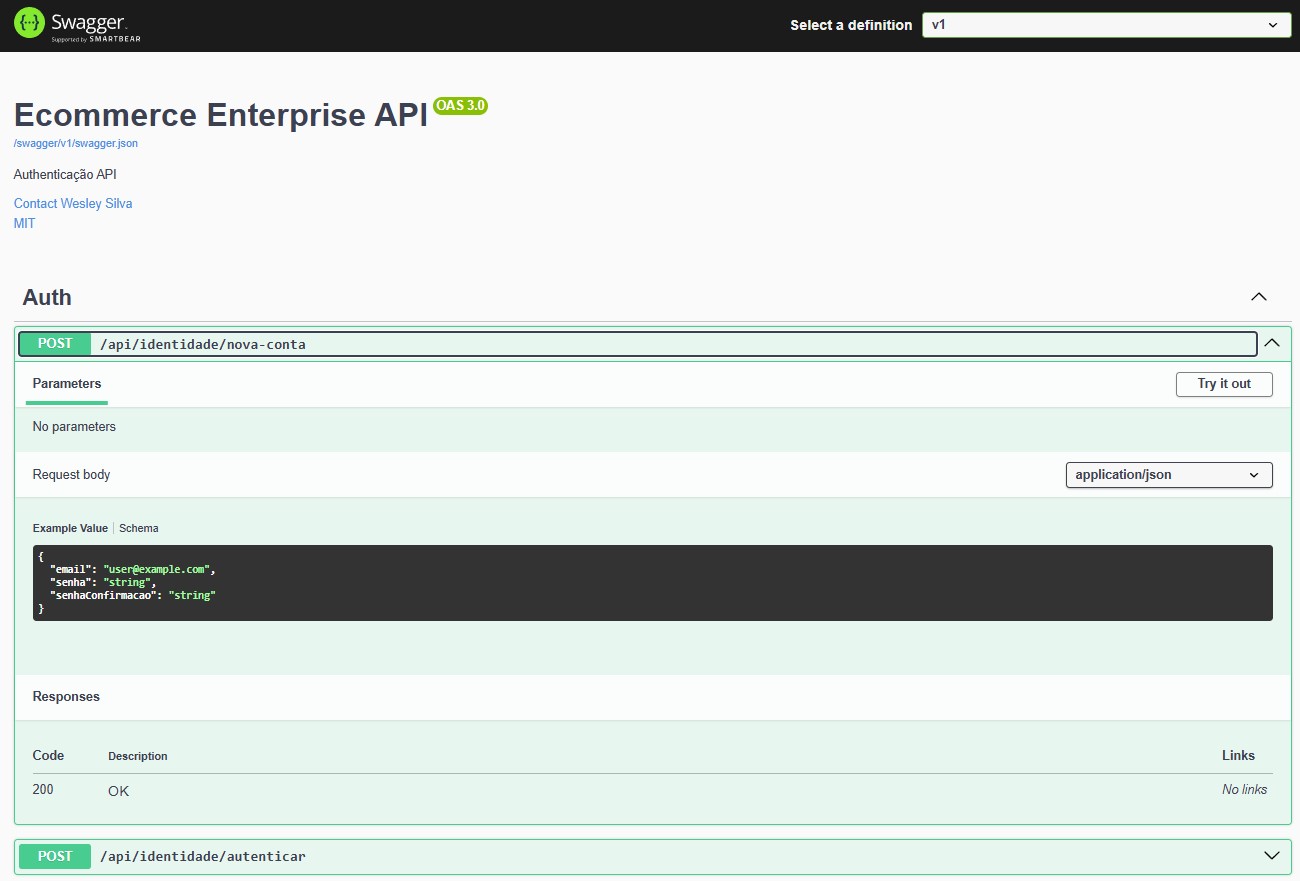 Swagger.
Supported by SMARTBEAR
Select a definition
v1
Ecommerce Enterprise API OAS 3.0
/swagger/v1/swagger.json
Authenticação API
Contact Wesley Silva
MIT
Auth
POST /api/identidade/nova-conta
Parameters
Try it out
No parameters
Request body
application/json
Example Value | Schema
{
  "email": "user@example.com",
  "senha": "string",
  "senhaConfirmacao": "string"
}
Responses
Code Description Links
200 OK No links
POST /api/identidade/autenticar